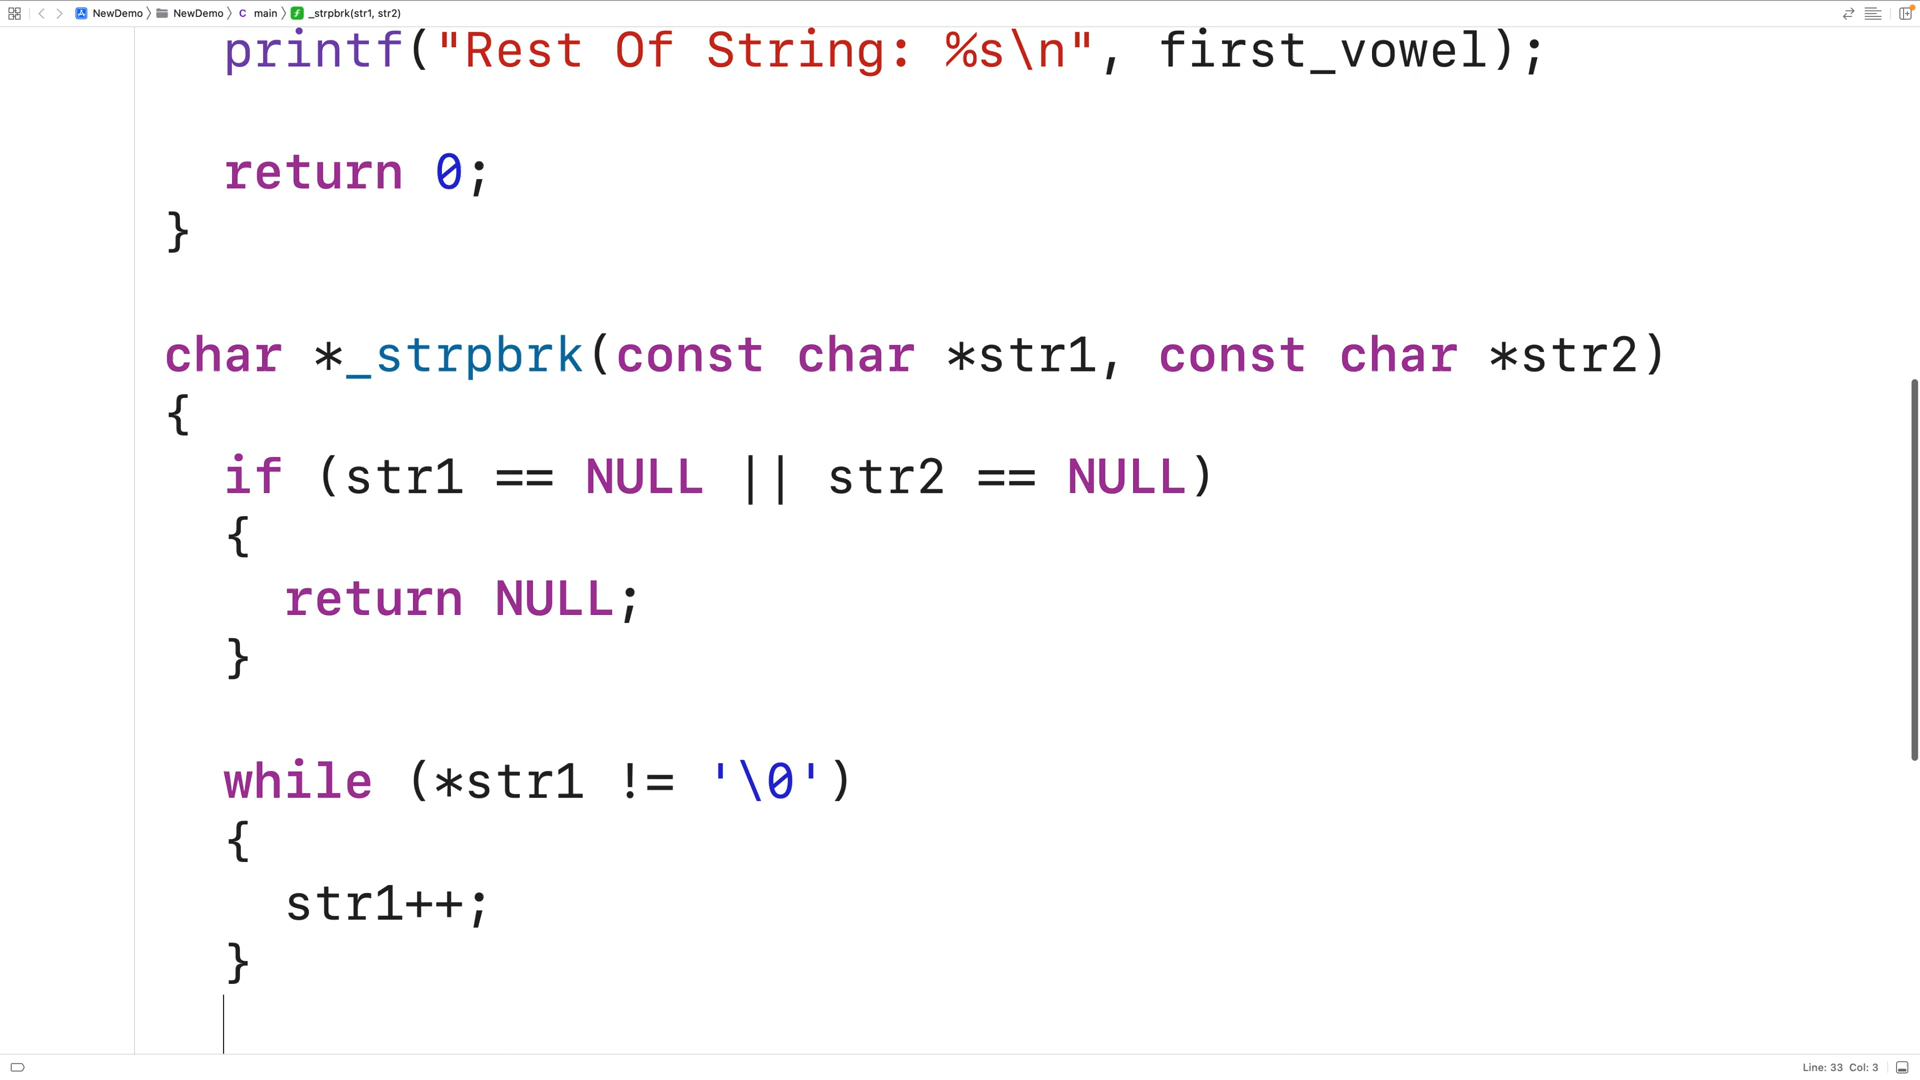 NewDemo NewDemo C main f _strpbrk(str1, str2)
printf("Rest Of String: %s\n", first_vowel);
return 0;
}
char *_strpbrk(const char *str1, const char *str2)
{
if (str1 == NULL || str2 == NULL)
{
return NULL;
}
while (*str1 != '\0')
{
str1++;
}
Line: 33 Col: 3